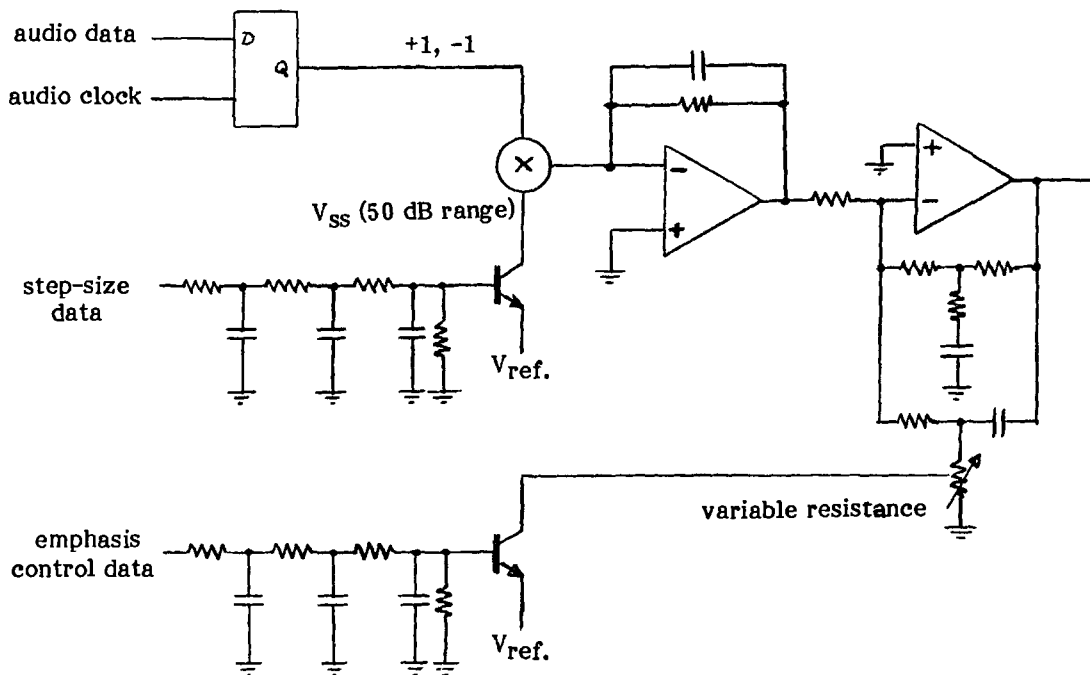 audio data
D
Q
audio clock
+1, -1
×
−
+
+
−
V_SS (50 dB range)
step-size
data
V_ref.
variable resistance
emphasis
control data
V_ref.